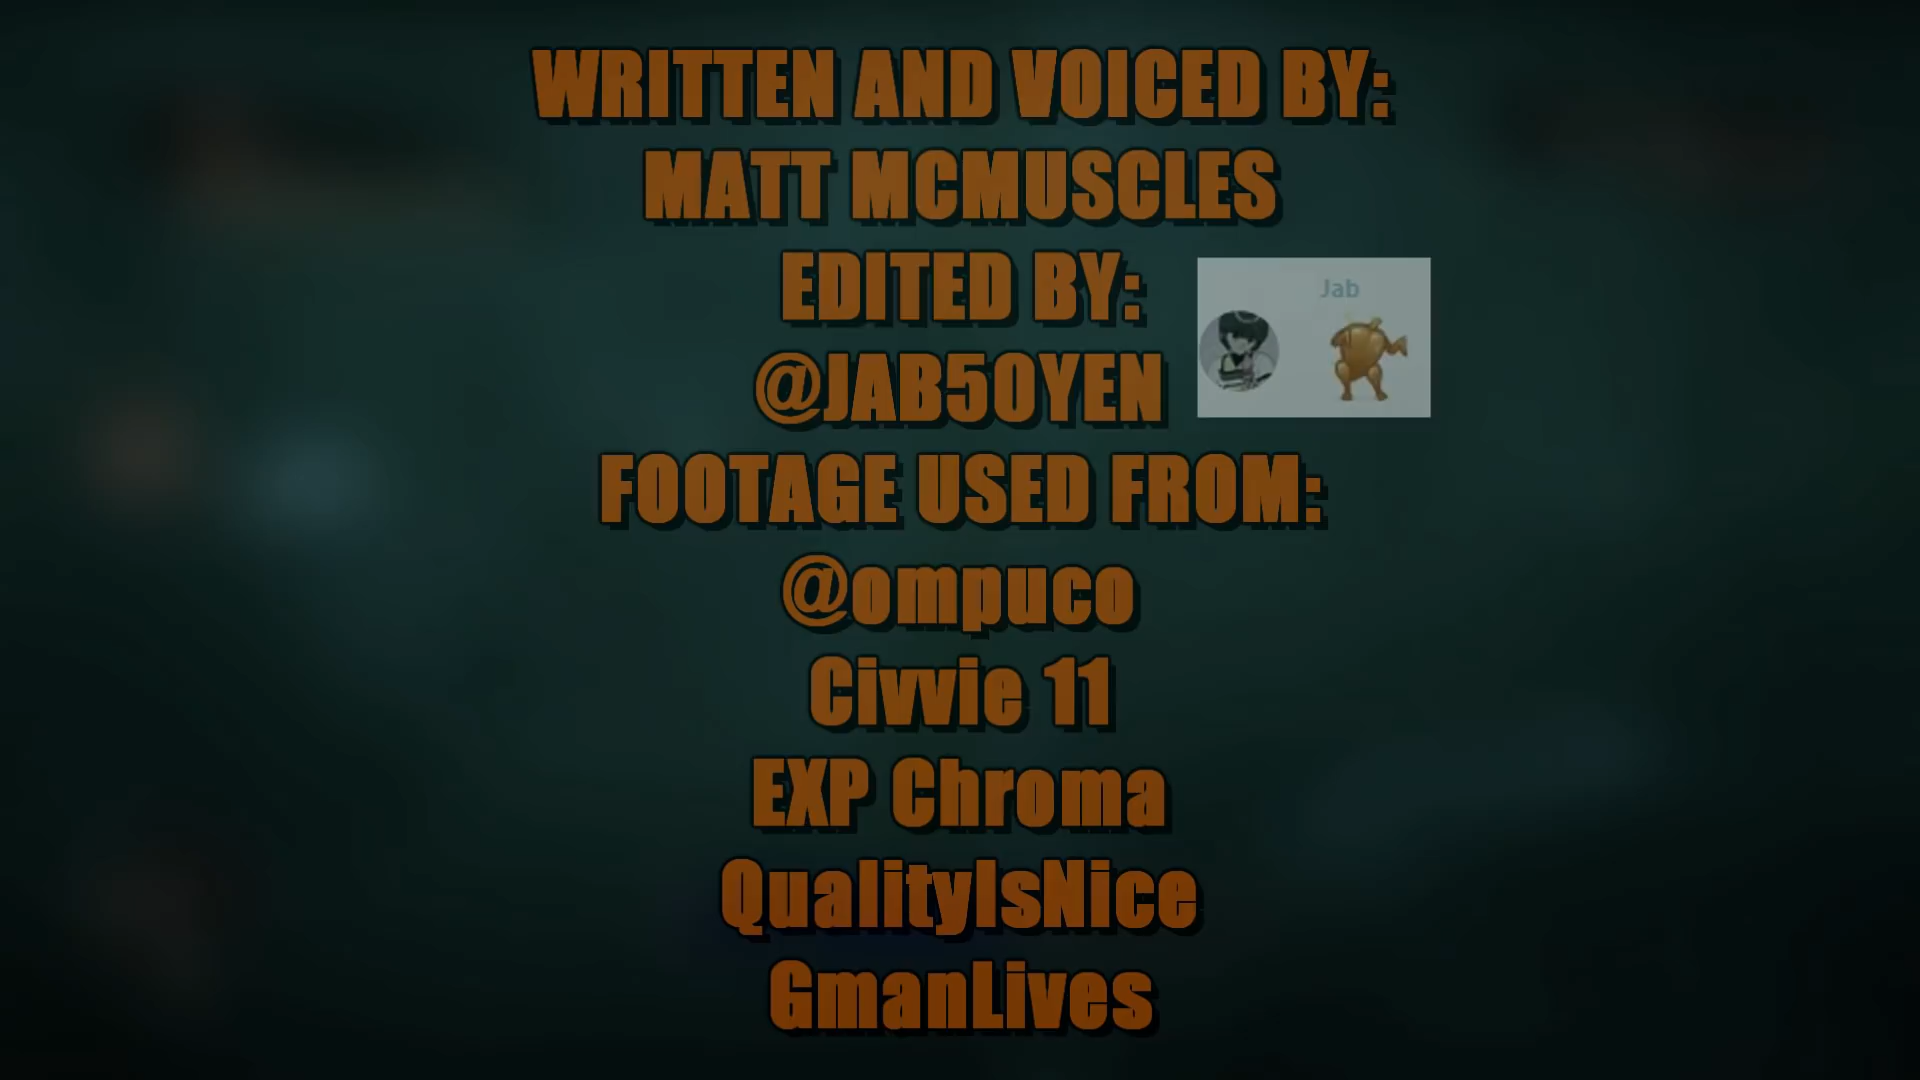 WRITTEN AND VOICED BY:
MATT MCMUSCLES
EDITED BY:
Jab
@JAB50YEN
FOOTAGE USED FROM:
@ompuco
Civvie 11
EXP Chroma
QualityIsNice
GmanLives